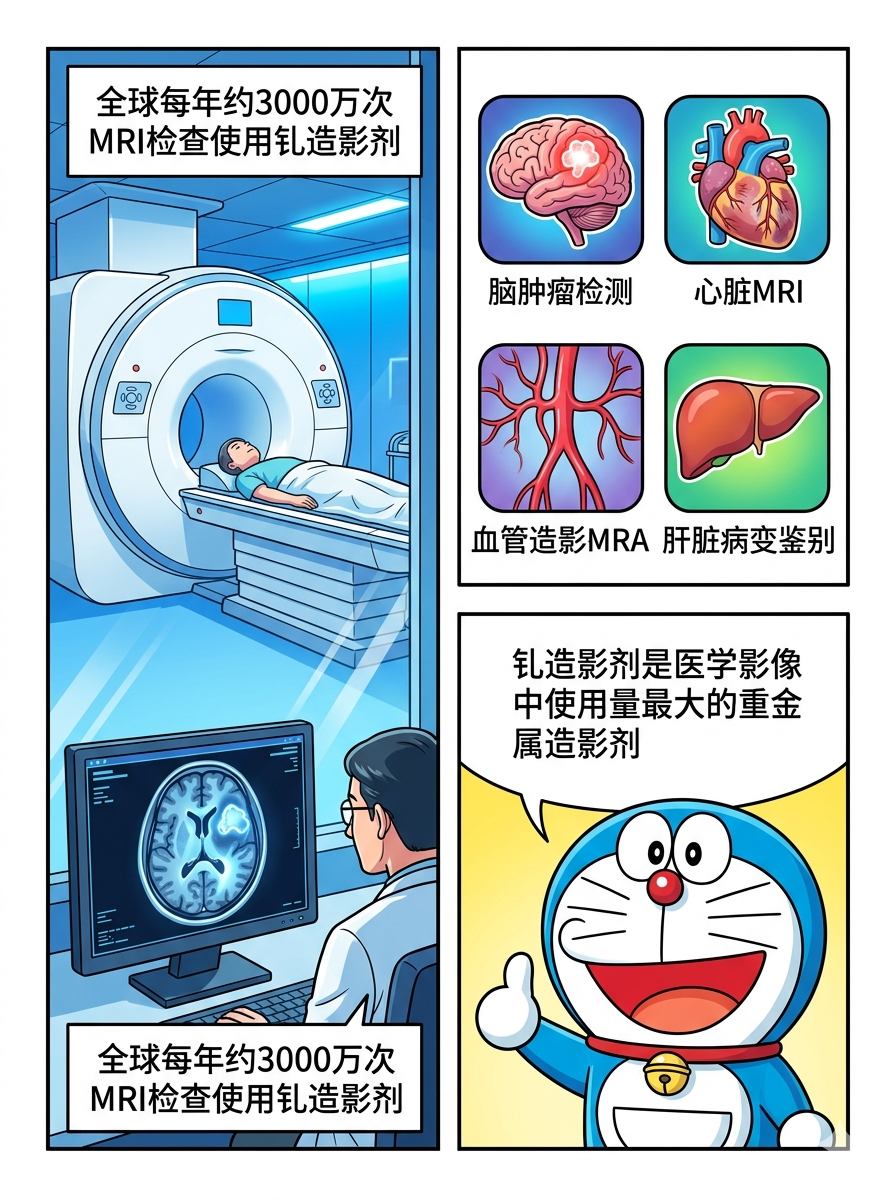 全球每年约3000万次
MRI检查使用钆造影剂
全球每年约3000万次
MRI检查使用钆造影剂
脑肿瘤检测
心脏MRI
血管造影MRA
肝脏病变鉴别
钆造影剂是医学影像
中使用量最大的重金
属造影剂